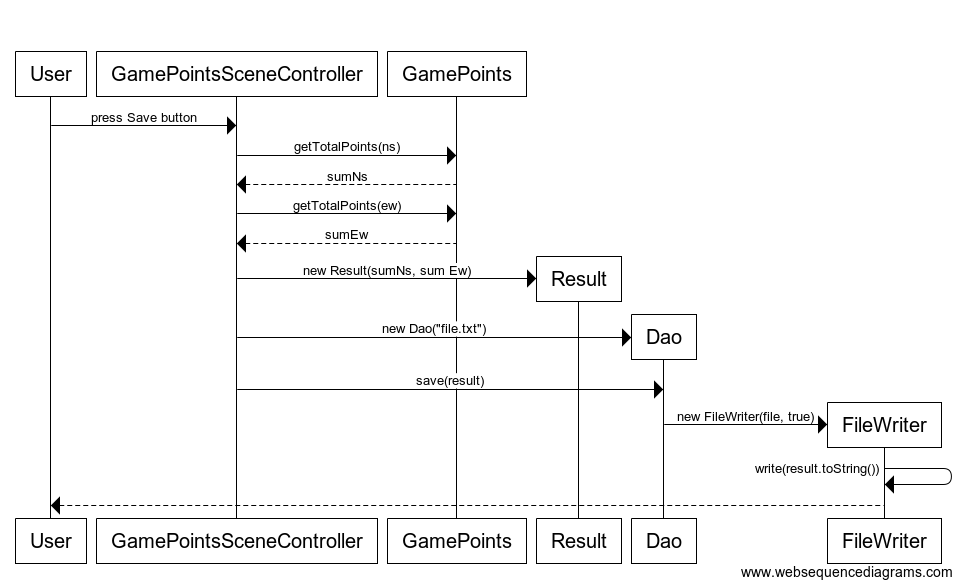 User
GamePointsSceneController
GamePoints
press Save button
getTotalPoints(ns)
sumNs
getTotalPoints(ew)
sumEw
new Result(sumNs, sum Ew)
Result
new Dao("file.txt")
Dao
save(result)
new FileWriter(file, true)
FileWriter
write(result.toString())
User
GamePointsSceneController
GamePoints
Result
Dao
FileWriter
www.websequencediagrams.com